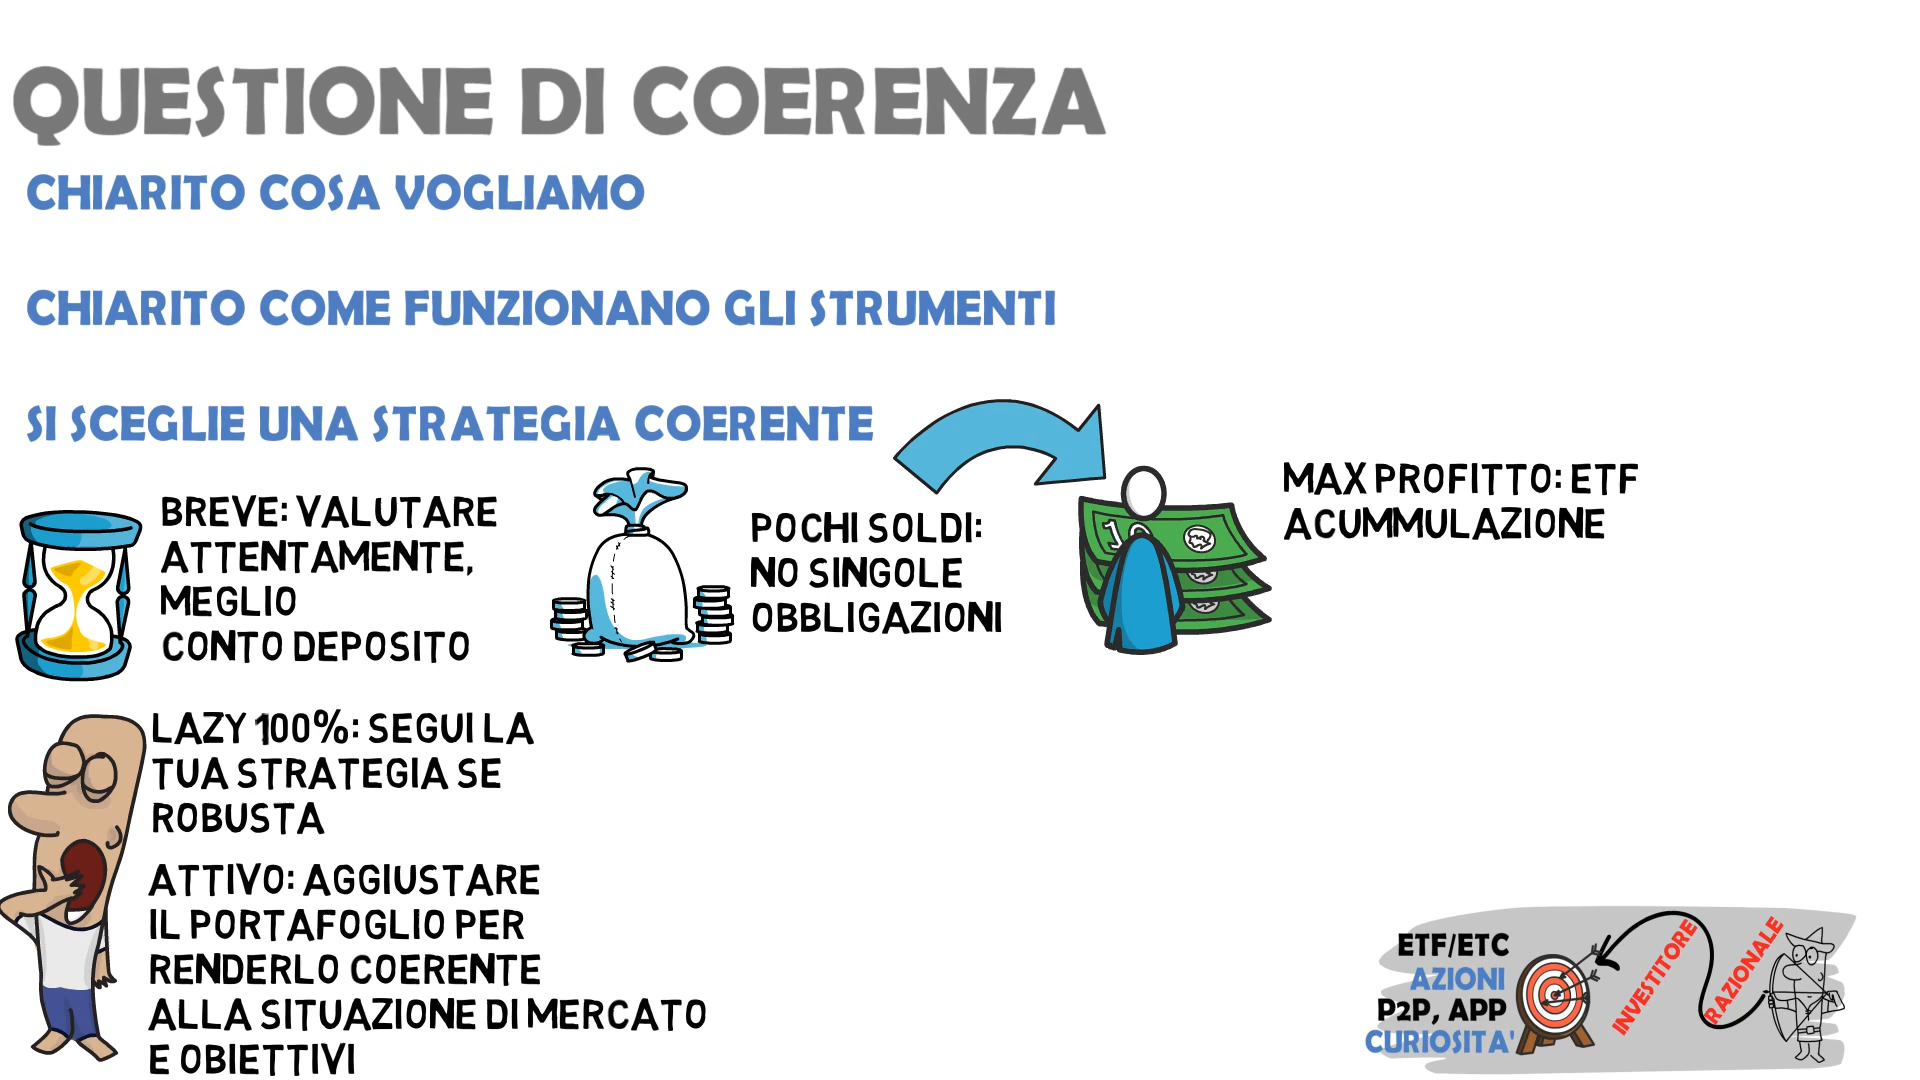 QUESTIONE DI COERENZA
CHIARITO COSA VOGLIAMO
CHIARITO COME FUNZIONANO GLI STRUMENTI
SI SCEGLIE UNA STRATEGIA COERENTE
BREVE: VALUTARE
ATTENTAMENTE,
MEGLIO
CONTO DEPOSITO
POCHI SOLDI:
NO SINGOLE
OBBLIGAZIONI
10
MAX PROFITTO: ETF
ACUMMULAZIONE
LAZY 100%: SEGUI LA
TUA STRATEGIA SE
ROBUSTA
ATTIVO: AGGIUSTARE
IL PORTAFOGLIO PER
RENDERLO COERENTE
ALLA SITUAZIONE DI MERCATO
E OBIETTIVI
ETF/ETC
AZIONI
P2P, APP
CURIOSITA'
INVESTITORE
RAZIONALE